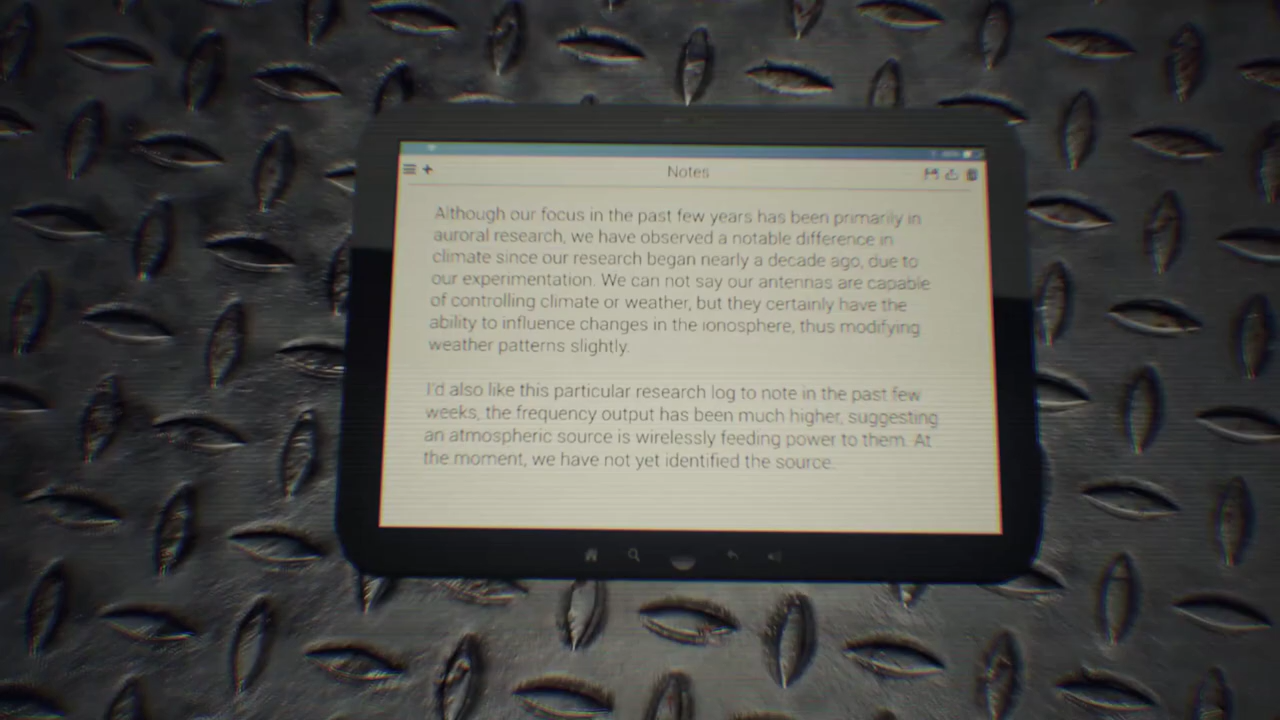 Notes
Although our focus in the past few years has been primarily in
auroral research, we have observed a notable difference in
climate since our research began nearly a decade ago, due to
our experimentation. We can not say our antennas are capable
of controlling climate or weather, but they certainly have the
ability to influence changes in the ionosphere, thus modifying
weather patterns slightly.
I'd also like this particular research log to note in the past few
weeks, the frequency output has been much higher, suggesting
an atmospheric source is wirelessly feeding power to them. At
the moment, we have not yet identified the source.